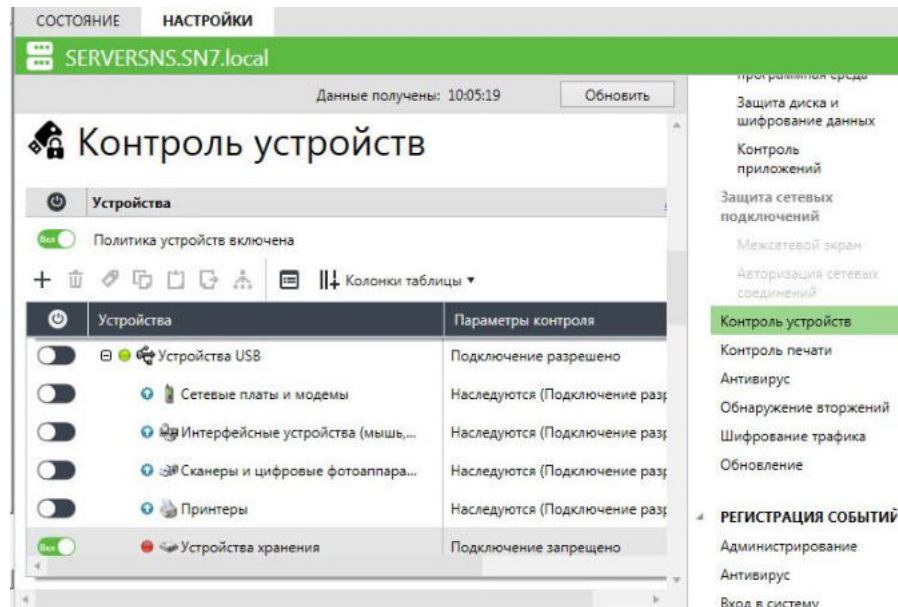 СОСТОЯНИЕ НАСТРОЙКИ
SERVERSNS.SN7.local
Данные получены: 10:05:19 Обновить
Контроль устройств
Устройства
Вкл Политика устройств включена
Колонки таблицы
Устройства Параметры контроля
Устройства USB Подключение разрешено
Сетевые платы и модемы Наследуются (Подключение разр
Интерфейсные устройства (мышь,... Наследуются (Подключение разр
Сканеры и цифровые фотоаппара... Наследуются (Подключение разр
Принтеры Наследуются (Подключение разр
Вкл Устройства хранения Подключение запрещено
программная среда
Защита диска и
шифрование данных
Контроль
приложений
Защита сетевых
подключений
Межсетевой экран
Авторизация сетевых
соединений
Контроль устройств
Контроль печати
Антивирус
Обнаружение вторжений
Шифрование трафика
Обновление
РЕГИСТРАЦИЯ СОБЫТИЙ
Администрирование
Антивирус
Вход в систему